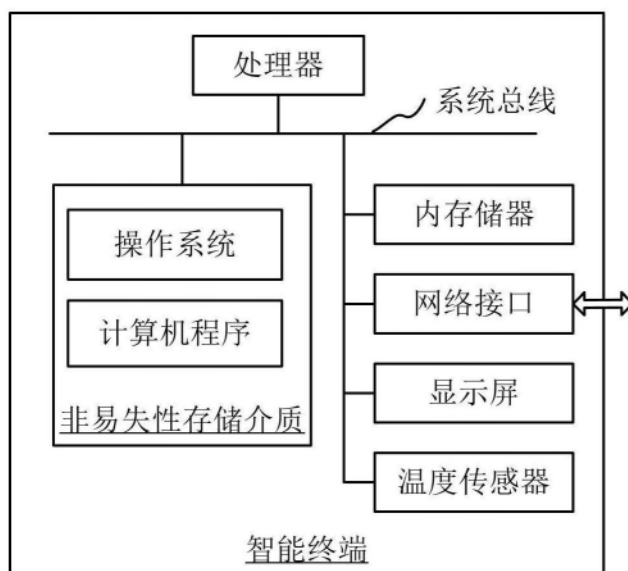 处理器
系统总线
操作系统
计算机程序
非易失性存储介质
内存储器
网络接口
显示屏
温度传感器
智能终端